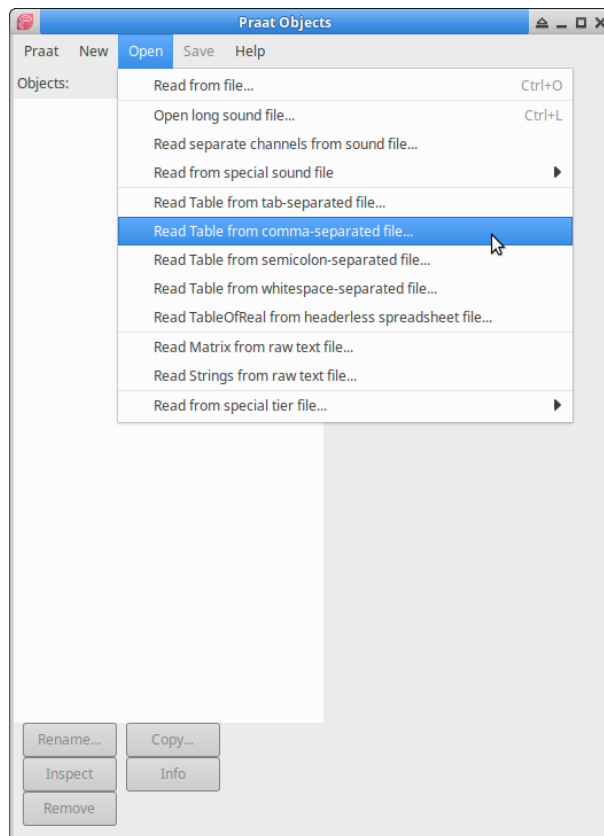 Praat Objects
Praat New Open Save Help
Objects:
Read from file... Ctrl+O
Open long sound file... Ctrl+L
Read separate channels from sound file...
Read from special sound file
Read Table from tab-separated file...
Read Table from comma-separated file...
Read Table from semicolon-separated file...
Read Table from whitespace-separated file...
Read TableOfReal from headerless spreadsheet file...
Read Matrix from raw text file...
Read Strings from raw text file...
Read from special tier file...
Rename... Copy...
Inspect Info
Remove